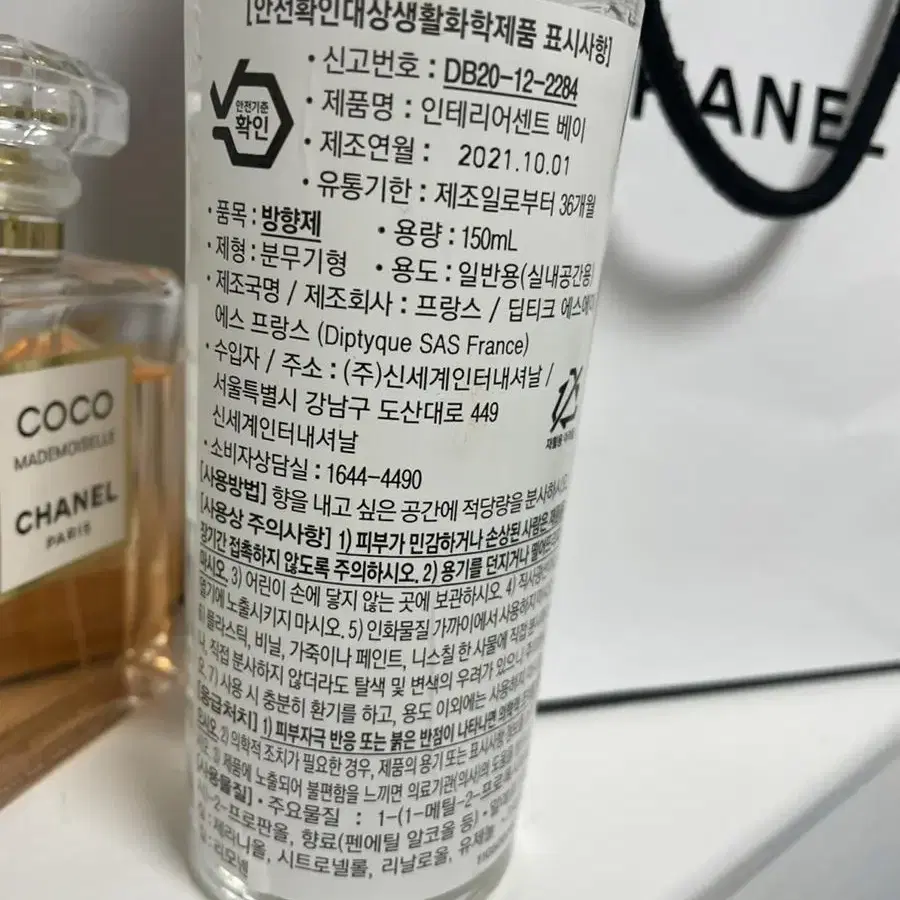 [안전확인대상생활화학제품 표시사항]
안전기준
확인
· 신고번호 : DB20-12-2284
· 제품명 : 인테리어센트 베이
· 제조연월 : 2021.10.01
· 유통기한 : 제조일로부터 36개월
· 품목 : 방향제 · 용량 : 150mL
· 제형 : 분무기형 · 용도 : 일반용(실내공간용)
· 제조국명 / 제조회사 : 프랑스 / 딥티크 에스에이
에스 프랑스 (Diptyque SAS France)
· 수입자 / 주소 : (주)신세계인터내셔날 /
서울특별시 강남구 도산대로 449
신세계인터내셔날
· 소비자상담실 : 1644-4490
[사용방법] 향을 내고 싶은 공간에 적당량을
[사용상 주의사항] 1) 피부가 민감하거나 손상된 사람은
장기간 접촉하지 않도록 주의하시오. 2) 용기를 던지거나
마시오. 3) 어린이 손에 닿지 않는 곳에 보관하시오. 4)
열기에 노출시키지 마시오. 5) 인화물질 가까이에서 사용하지
6) 플라스틱, 비닐, 가죽이나 페인트, 니스칠 한 사물에 직접
나, 직접 분사하지 않더라도 탈색 및 변색의 우려가 있으니
오. 7) 사용 시 충분히 환기를 하고, 용도 이외에는 사용하지
[응급처치] 1) 피부자극 반응 또는 붉은 반점이 나타나면
2) 의학적 조치가 필요한 경우, 제품의 용기 또는 표시사항
3) 제품에 노출되어 불편함을 느끼면 의료기관(의사)의
[사용물질] · 주요물질 : 1-(1-메틸-2-
시)-2-프로판올, 향료(펜에틸 알코올 등)
제라니올, 시트로넬롤, 리날로올, 유제놀
리모넨
COCO
MADEMOISELLE
CHANEL
PARIS
HANEL